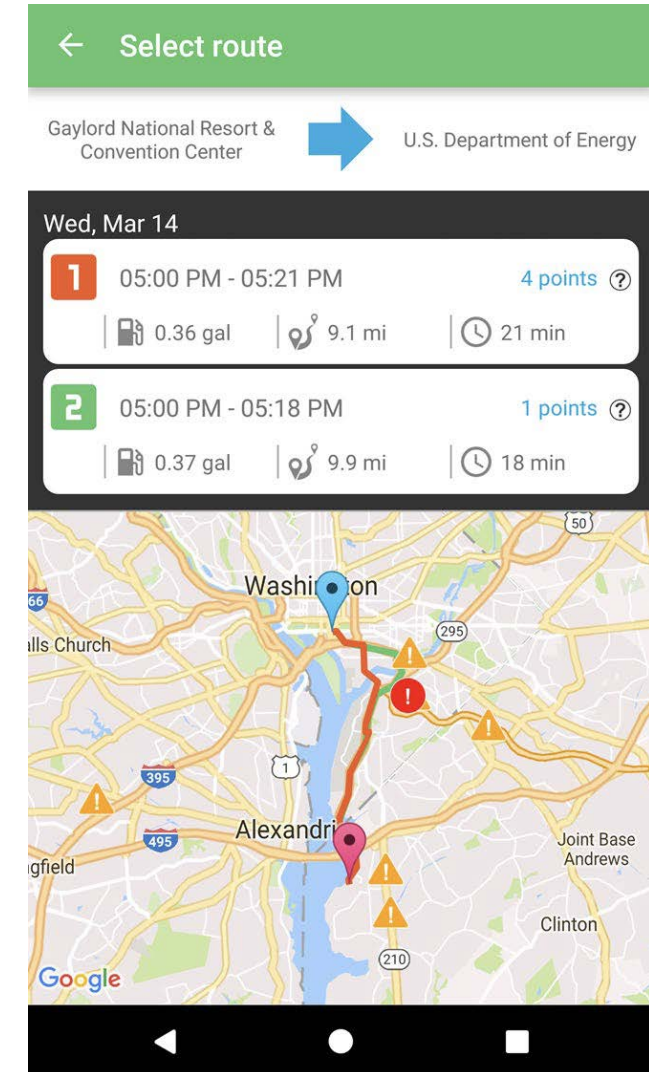 Select route
Gaylord National Resort &
Convention Center
U.S. Department of Energy
Wed, Mar 14
1
05:00 PM - 05:21 PM
4 points ?
0.36 gal
9.1 mi
21 min
2
05:00 PM - 05:18 PM
1 points ?
0.37 gal
9.9 mi
18 min
50
Washi on
66
295
lls Church
!
!
!
1
395
!
Alexandri
495
Joint Base
Andrews
gfield
!
!
Clinton
210
Google